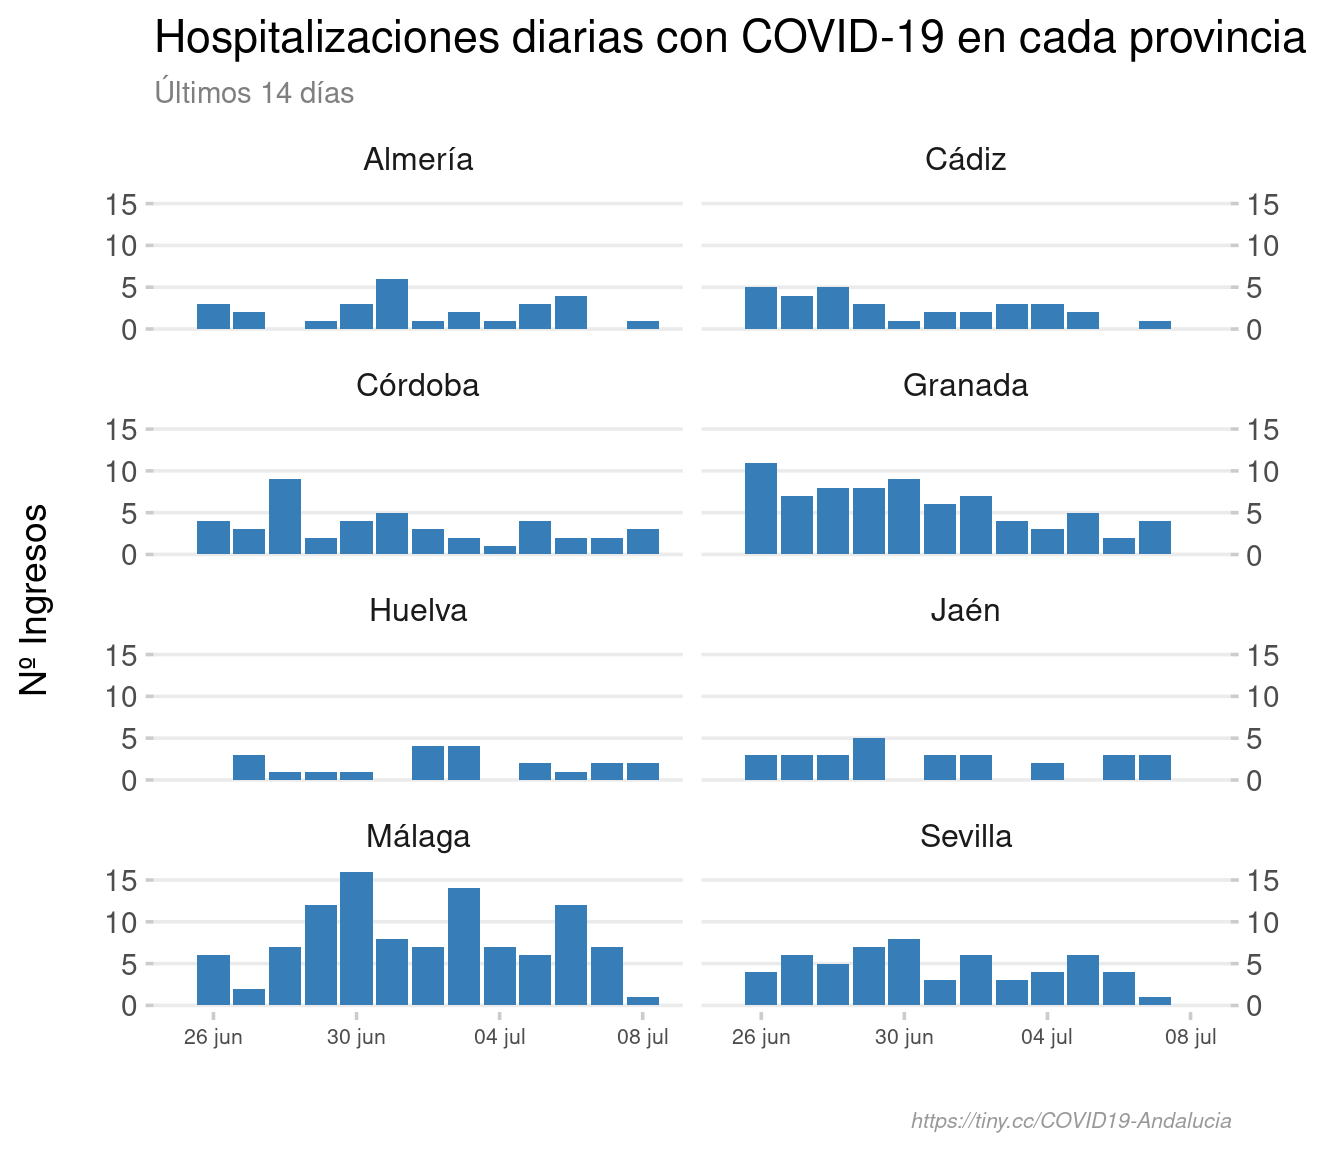 Hospitalizaciones diarias con COVID-19 en cada provincia
Últimos 14 días
Almería
Cádiz
15
10
5
0
15
10
5
0
Córdoba
Granada
15
10
5
0
15
10
5
0
Nº Ingresos
Huelva
Jaén
15
10
5
0
15
10
5
0
Málaga
Sevilla
15
10
5
0
15
10
5
0
26 jun 30 jun 04 jul 08 jul
26 jun 30 jun 04 jul 08 jul
https://tiny.cc/COVID19-Andalucia